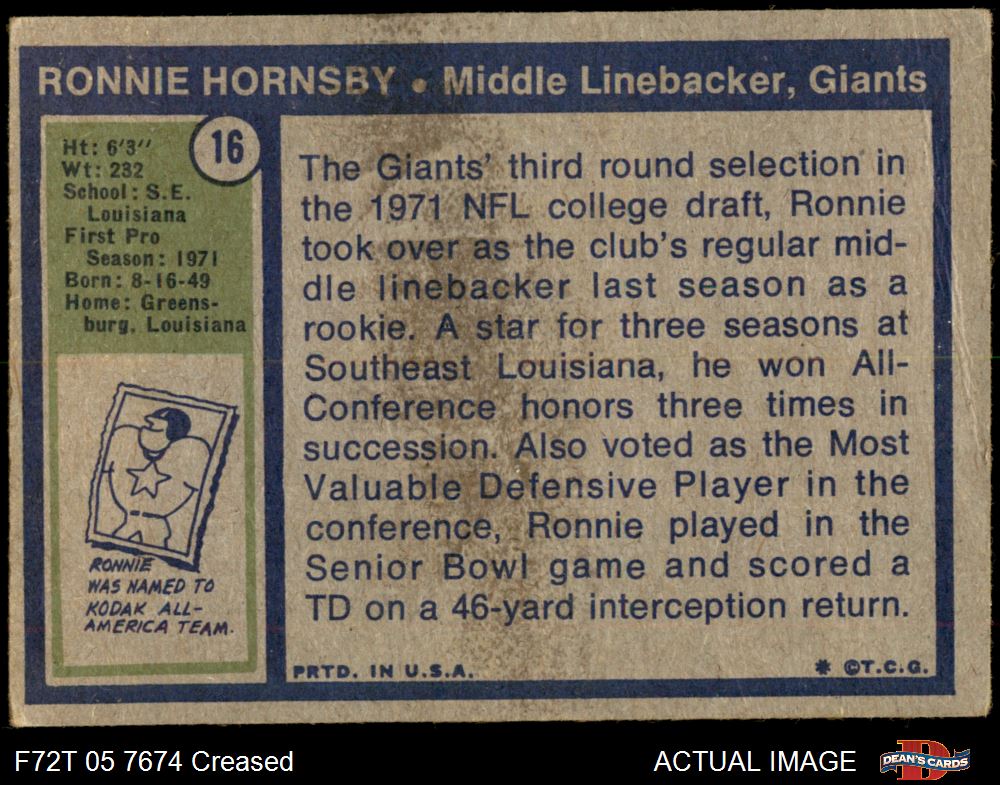 RONNIE HORNSBY • Middle Linebacker, Giants
16
Ht: 6'3''
Wt: 232
School: S.E.
Louisiana
First Pro
Season: 1971
Born: 8-16-49
Home: Greens-
burg, Louisiana
RONNIE
WAS NAMED TO
KODAK ALL-
AMERICA TEAM.
The Giants' third round selection in
the 1971 NFL college draft, Ronnie
took over as the club's regular mid-
dle linebacker last season as a
rookie. A star for three seasons at
Southeast Louisiana, he won All-
Conference honors three times in
succession. Also voted as the Most
Valuable Defensive Player in the
conference, Ronnie played in the
Senior Bowl game and scored a
TD on a 46-yard interception return.
PRTD. IN U.S.A.
* ©T.C.G.
F72T 05 7674 Creased
ACTUAL IMAGE
D
DEAN'S CARDS